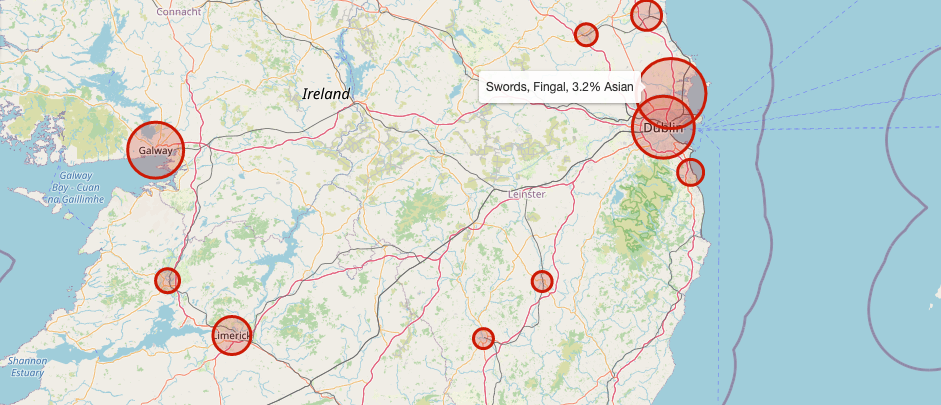 Connacht
Ireland
Swords, Fingal, 3.2% Asian
Dublin
Galway
Galway
Bay - Cuan
na Gaillimhe
Leinster
Limerick
Shannon
Estuary